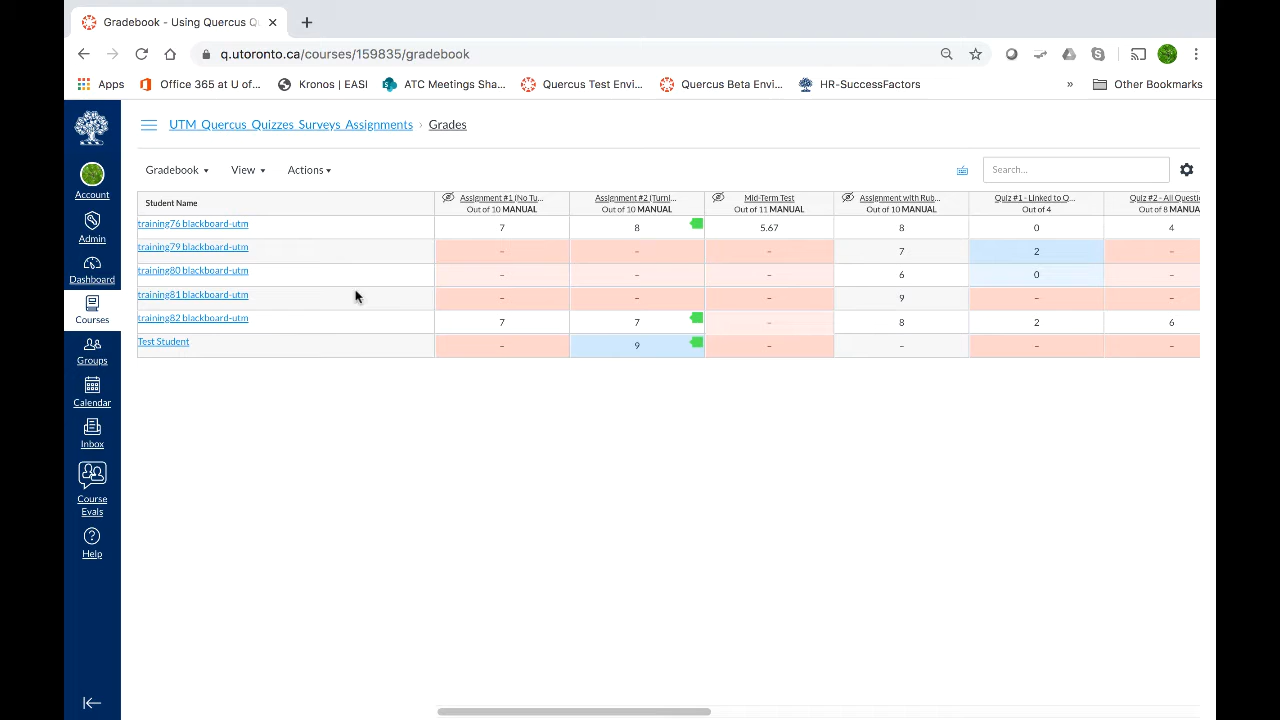 Gradebook - Using Quercus Q
q.utoronto.ca/courses/159835/gradebook
Apps Office 365 at U of... Kronos | EASI ATC Meetings Sha... Quercus Test Envi... Quercus Beta Envi... HR-SuccessFactors » Other Bookmarks
UTM Quercus Quizzes Surveys Assignments › Grades
Gradebook View Actions Search...
Student Name
Assignment #1 (No Tu...
Out of 10 MANUAL
Assignment #2 (Turni...
Out of 10 MANUAL
Mid-Term Test
Out of 11 MANUAL
Assignment with Rub...
Out of 10 MANUAL
Quiz #1 - Linked to Q...
Out of 4
Quiz #2 - All Questi
Out of 8 MANUA
training76 blackboard-utm 7 8 5.67 8 0 4
training79 blackboard-utm – – – 7 2 –
training80 blackboard-utm – – – 6 0 –
training81 blackboard-utm – – – 9 – –
training82 blackboard-utm 7 7 – 8 2 6
Test Student – 9 – – – –
Account
Admin
Dashboard
Courses
Groups
Calendar
Inbox
Course
Evals
Help